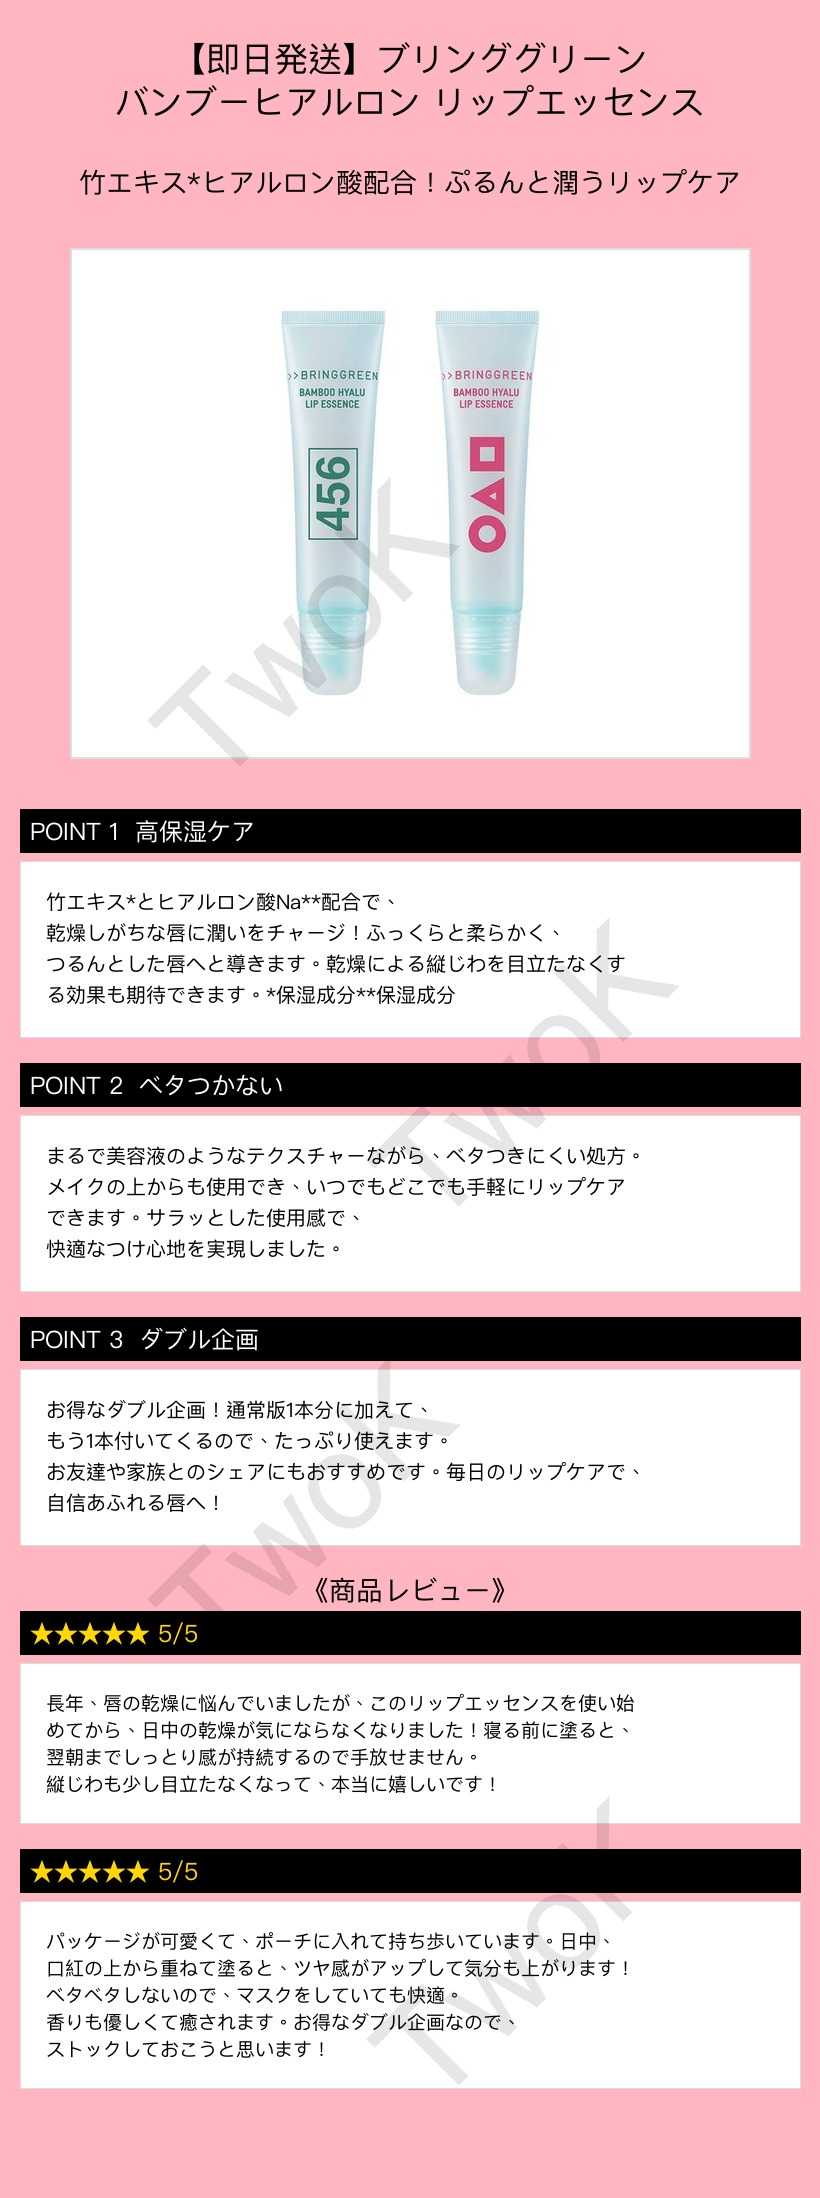 【即日発送】ブリンググリーン
バンブーヒアルロン リップエッセンス
竹エキス*ヒアルロン酸配合！ぷるんと潤うリップケア
>>BRINGGREEN
BAMBOO HYALU
LIP ESSENCE
456
>>BRINGGREEN
BAMBOO HYALU
LIP ESSENCE
TwoK
POINT 1 高保湿ケア
竹エキス*とヒアルロン酸Na**配合で、
乾燥しがちな唇に潤いをチャージ！ふっくらと柔らかく、
つるんとした唇へと導きます。乾燥による縦じわを目立たなくす
る効果も期待できます。*保湿成分**保湿成分
TwoK
POINT 2 ベタつかない
まるで美容液のようなテクスチャーながら、ベタつきにくい処方。
メイクの上からも使用でき、いつでもどこでも手軽にリップケア
できます。サラッとした使用感で、
快適なつけ心地を実現しました。
POINT 3 ダブル企画
お得なダブル企画！通常版1本分に加えて、
もう1本付いてくるので、たっぷり使えます。
お友達や家族とのシェアにもおすすめです。毎日のリップケアで、
自信あふれる唇へ！
TwoK
《商品レビュー》
★★★★★ 5/5
長年、唇の乾燥に悩んでいましたが、このリップエッセンスを使い始
めてから、日中の乾燥が気にならなくなりました！寝る前に塗ると、
翌朝までしっとり感が持続するので手放せません。
縦じわも少し目立たなくなって、本当に嬉しいです！
★★★★★ 5/5
パッケージが可愛くて、ポーチに入れて持ち歩いています。日中、
口紅の上から重ねて塗ると、ツヤ感がアップして気分も上がります！
ベタベタしないので、マスクをしていても快適。
香りも優しくて癒されます。お得なダブル企画なので、
ストックしておこうと思います！
TwoK